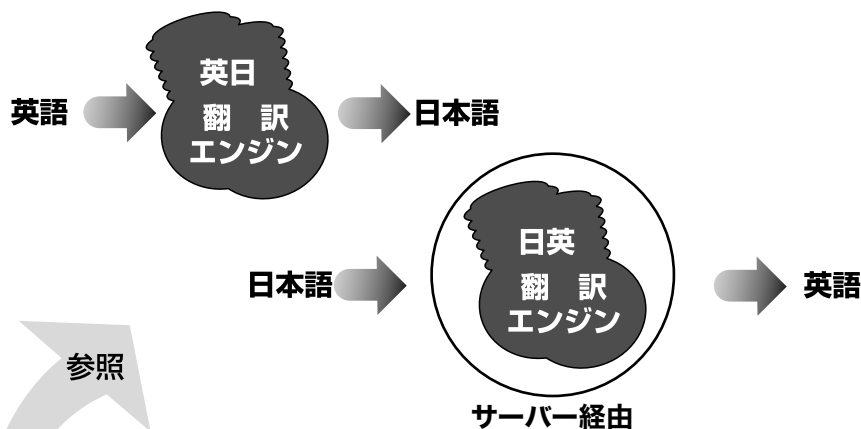 英日
翻 訳
エンジン
英語
日本語
日英
翻 訳
エンジン
日本語
英語
参照
サーバー経由